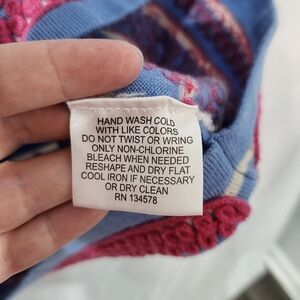 HAND WASH COLD
WITH LIKE COLORS
DO NOT TWIST OR WRING
ONLY NON-CHLORINE
BLEACH WHEN NEEDED
RESHAPE AND DRY FLAT
COOL IRON IF NECESSARY
OR DRY CLEAN
RN 134578